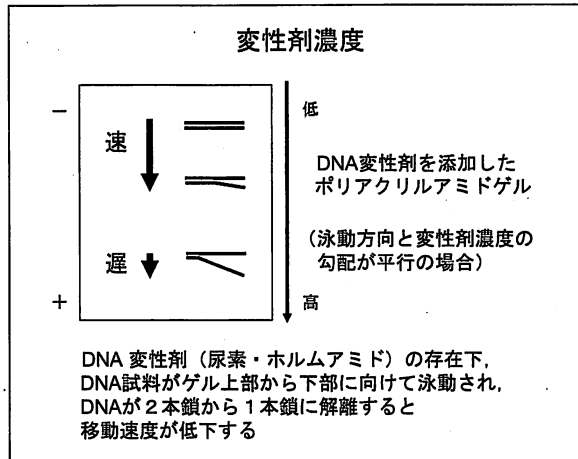 変性剤濃度
−
低
速
DNA変性剤を添加した
ポリアクリルアミドゲル
(泳動方向と変性剤濃度の
勾配が平行の場合)
遅
+
高
DNA 変性剤(尿素・ホルムアミド)の存在下,
DNA試料がゲル上部から下部に向けて泳動され,
DNAが2本鎖から1本鎖に解離すると
移動速度が低下する